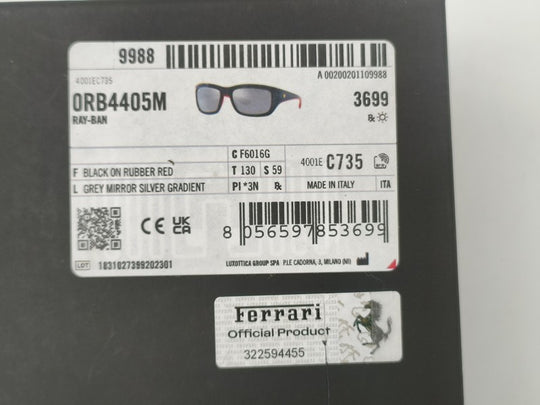 9988
4001EC735
A 00200201109988
0RB4405M
RAY-BAN
3699
℞
C F6016G
F BLACK ON RUBBER RED
T 130 S 59
4001E C735
L GREY MIRROR SILVER GRADIENT
P1 *3N ℞
MADE IN ITALY
ITA
CE UK CA
8 056597 853699
LOT 1831027399202301
LUXOTTICA GROUP SPA P.LE CADORNA, 3, MILANO (MI)
Ferrari
Official Product
322594455